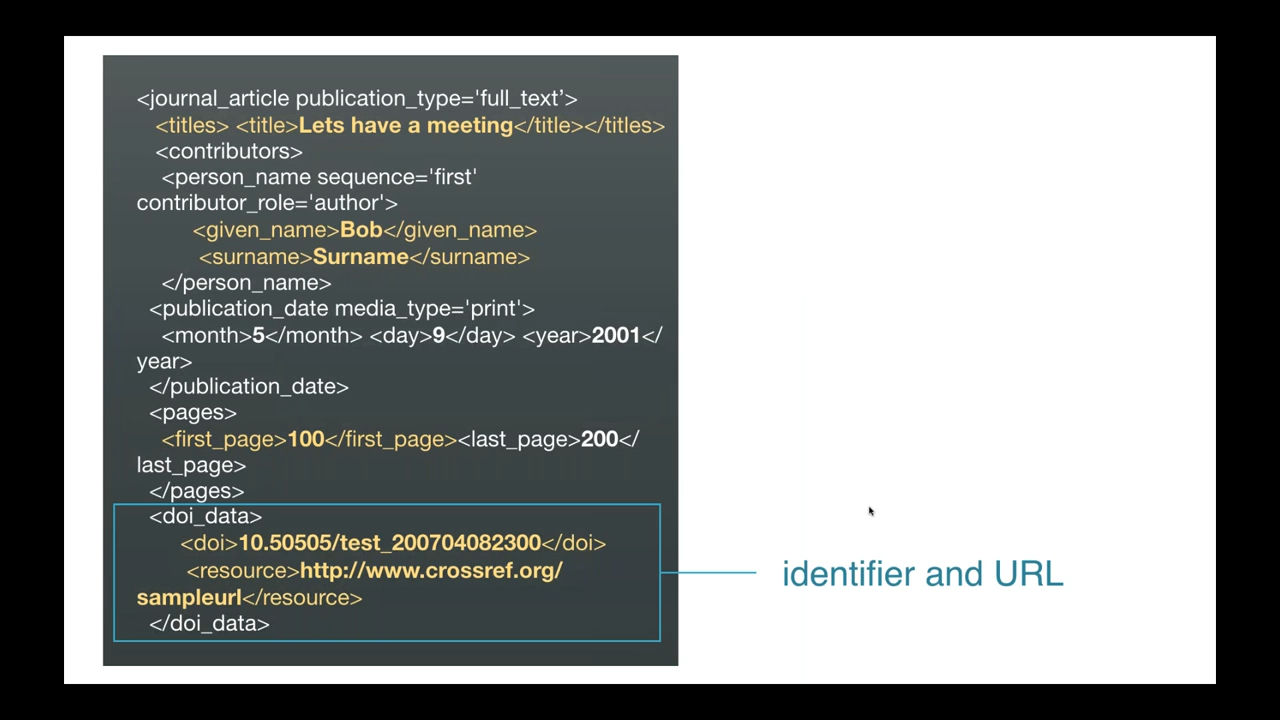 <journal_article publication_type='full_text’>
<titles> <title>Lets have a meeting</title></titles>
<contributors>
<person_name sequence='first'
contributor_role='author'>
<given_name>Bob</given_name>
<surname>Surname</surname>
</person_name>
<publication_date media_type='print'>
<month>5</month> <day>9</day> <year>2001</
year>
</publication_date>
<pages>
<first_page>100</first_page><last_page>200</
last_page>
</pages>
<doi_data>
<doi>10.50505/test_200704082300</doi>
<resource>http://www.crossref.org/
sampleurl</resource>
</doi_data>
identifier and URL